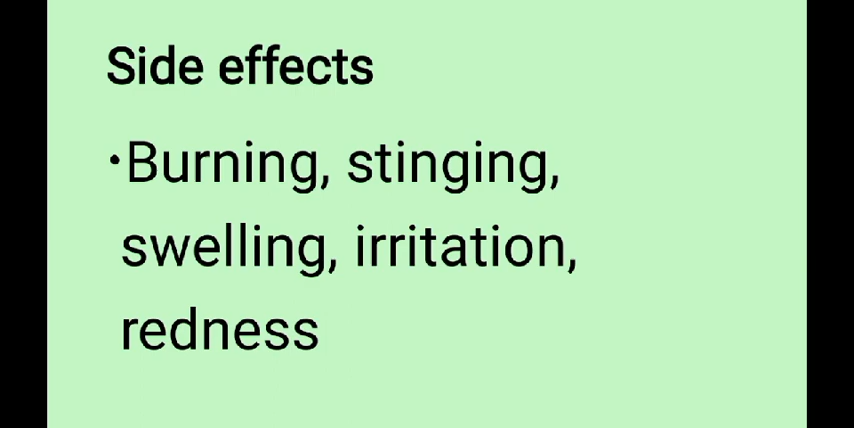 Side effects
•Burning, stinging,
swelling, irritation,
redness